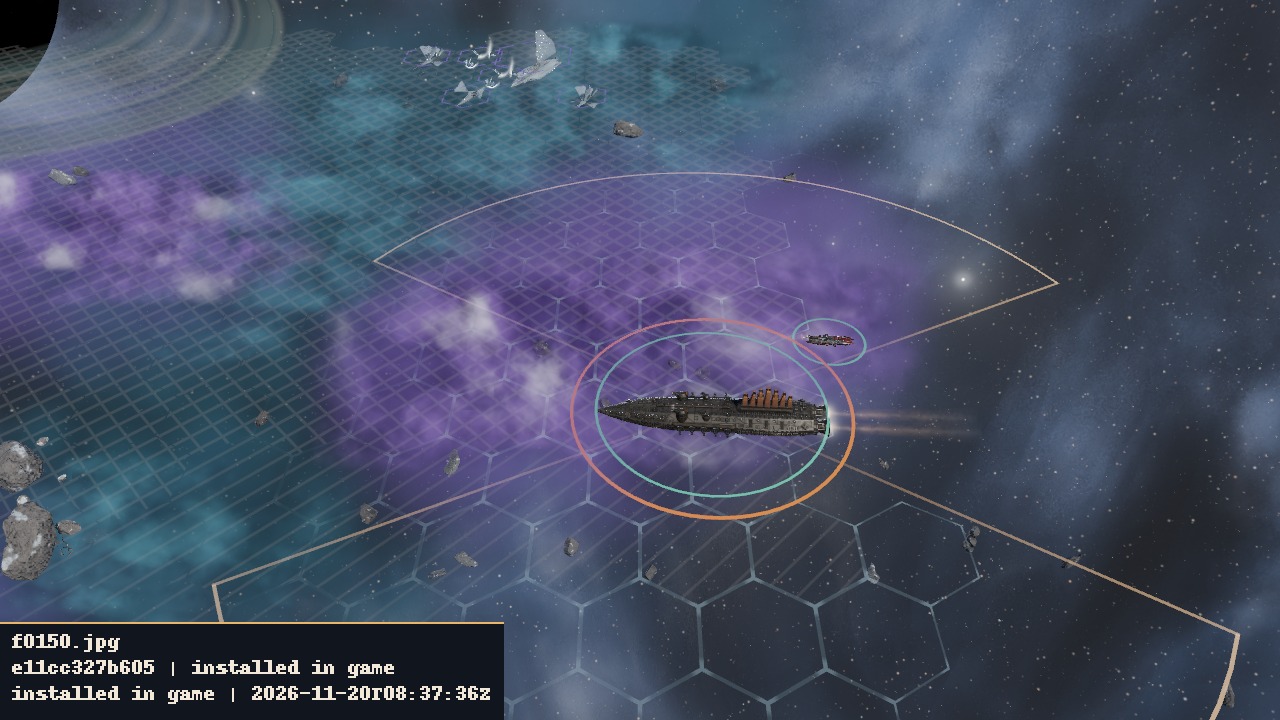 f0150.jpg
e11cc327b605 | installed in game
installed in game | 2026-11-20T08:37:36Z